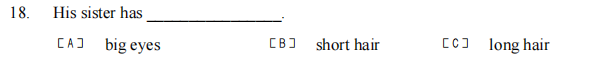 18. His sister has ________________.
[A] big eyes [B] short hair [C] long hair